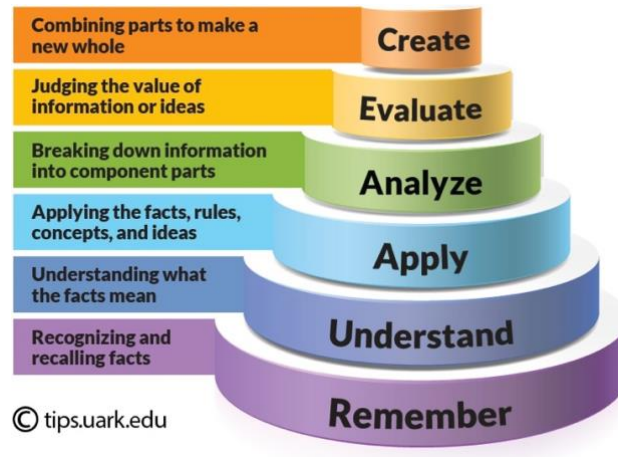 Combining parts to make a
new whole
Create
Judging the value of
information or ideas
Evaluate
Breaking down information
into component parts
Analyze
Applying the facts, rules,
concepts, and ideas
Apply
Understanding what
the facts mean
Understand
Recognizing and
recalling facts
Remember
© tips.uark.edu